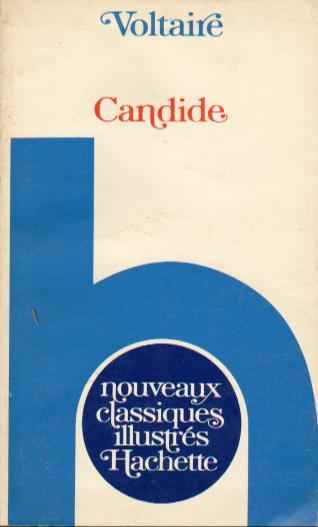 Voltaire
Candide
nouveaux
classiques
illustrés
Hachette